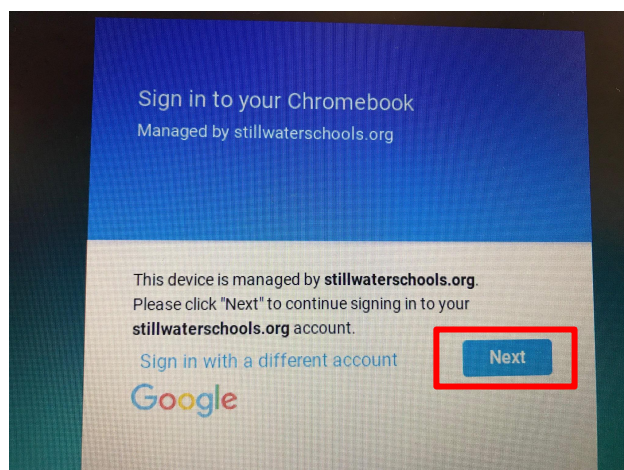 Sign in to your Chromebook
Managed by stillwaterschools.org
This device is managed by stillwaterschools.org.
Please click "Next" to continue signing in to your
stillwaterschools.org account.
Sign in with a different account
Next
Google